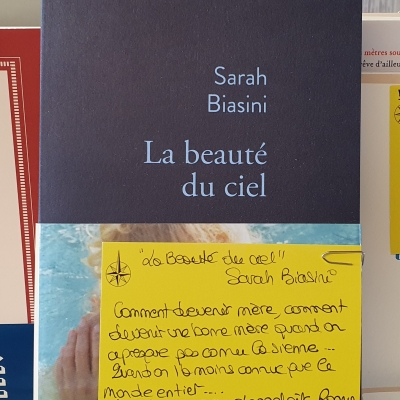 Sarah
Biasini
La beauté
du ciel
mètres sou
rêve d'ailleu
"La Beauté du ciel"
Sarah Biasini
Comment devenir mère, comment
devenir une bonne mère quand on
a presque pas connu la sienne...
Quand on l'a moins connue que le
monde entier.....